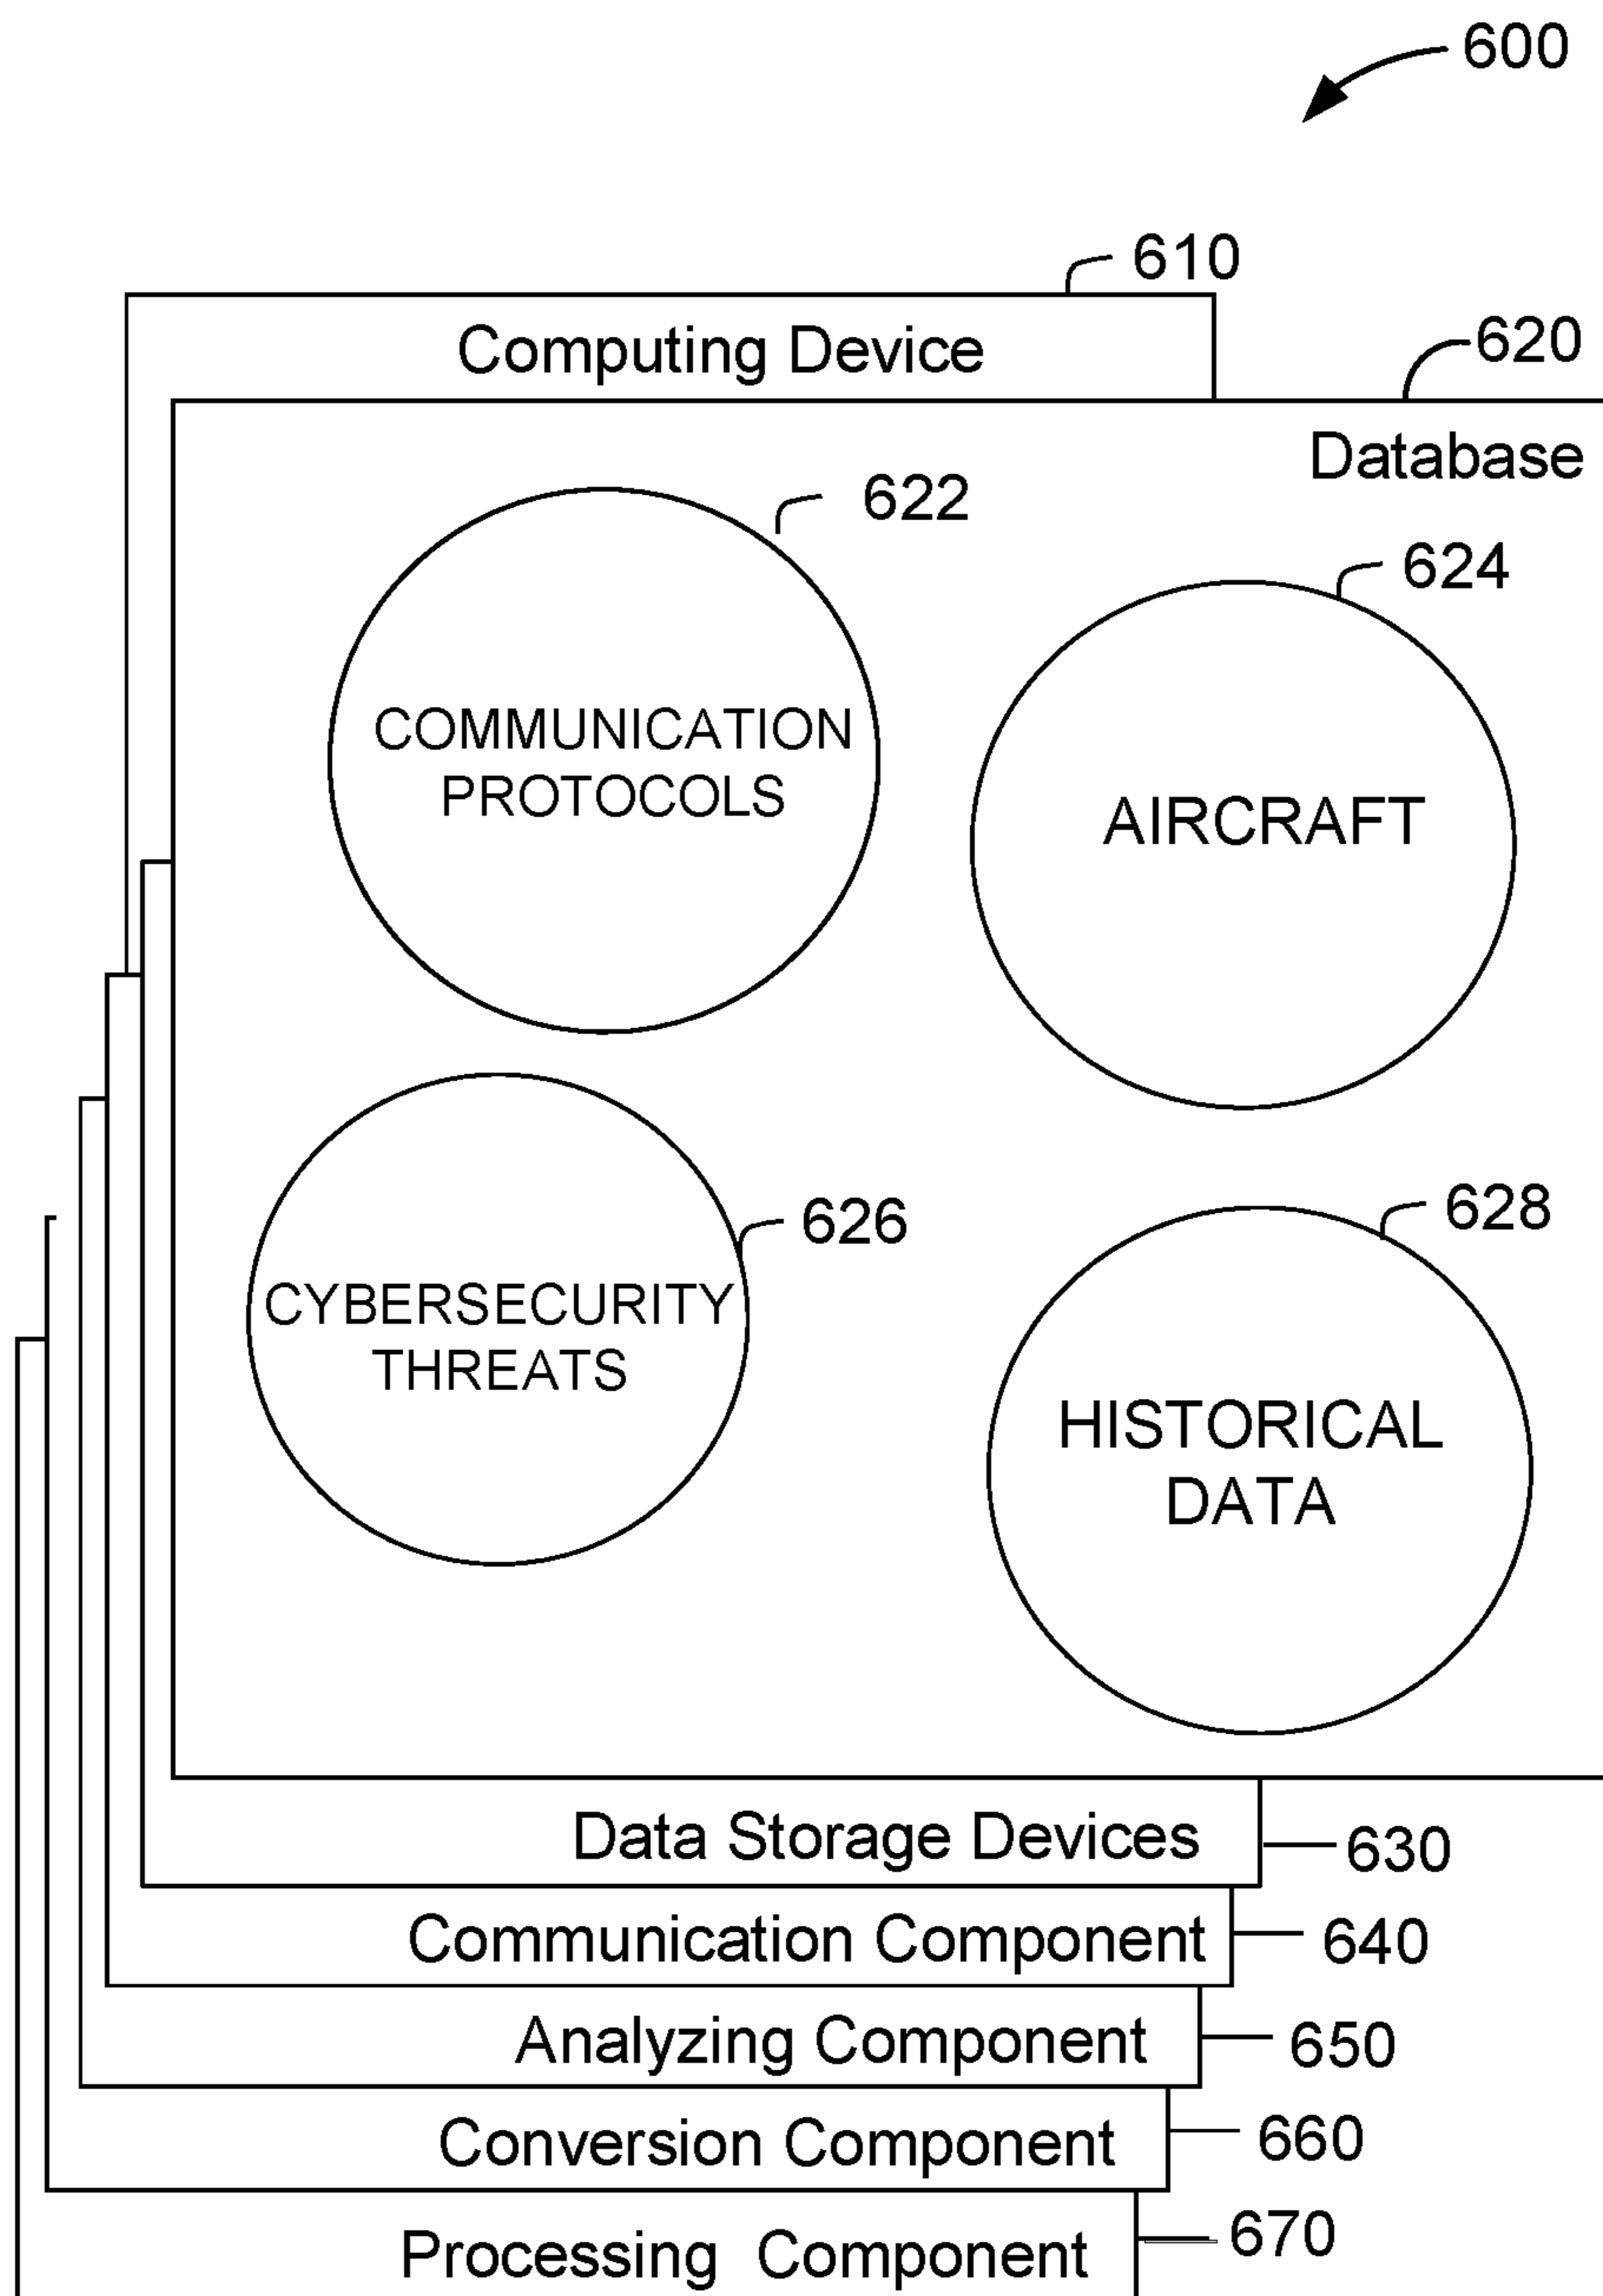 600
610
Computing Device
620
Database
622
624
COMMUNICATION
PROTOCOLS
AIRCRAFT
626
628
CYBERSECURITY
THREATS
HISTORICAL
DATA
Data Storage Devices
630
Communication Component
640
Analyzing Component
650
Conversion Component
660
Processing Component
670